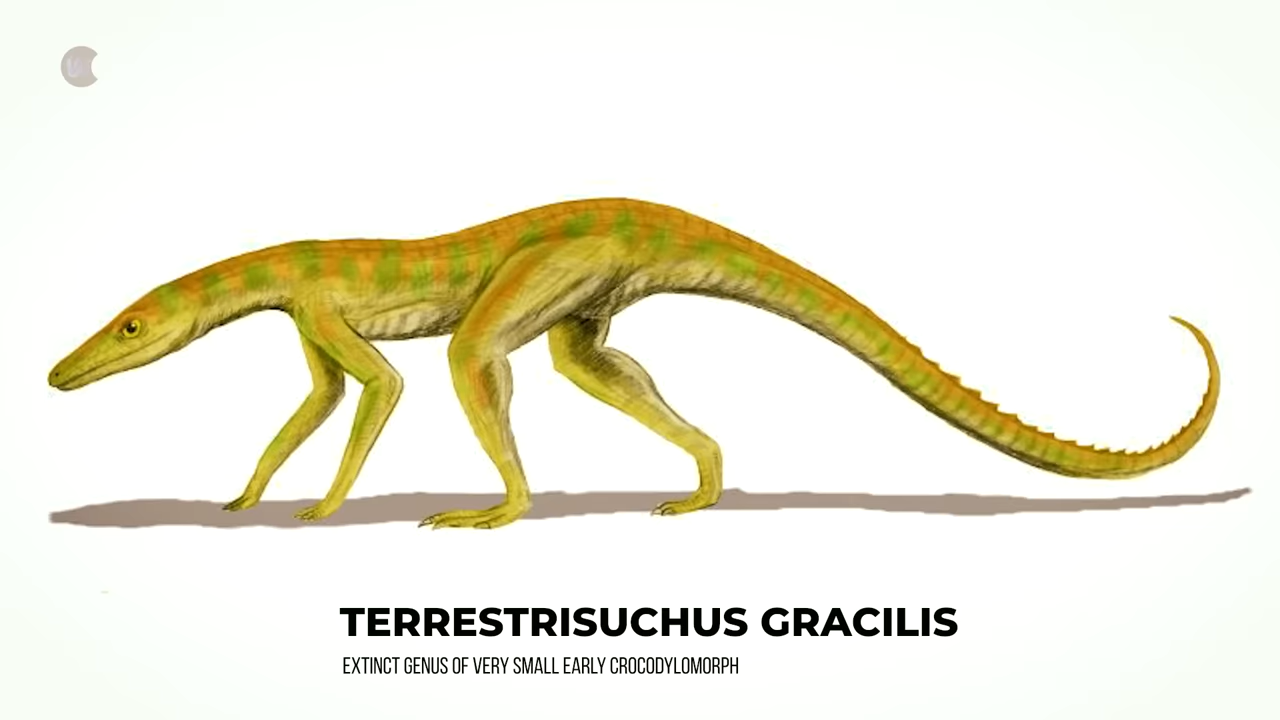 TERRESTRISUCHUS GRACILIS
EXTINCT GENUS OF VERY SMALL EARLY CROCODYLOMORPH